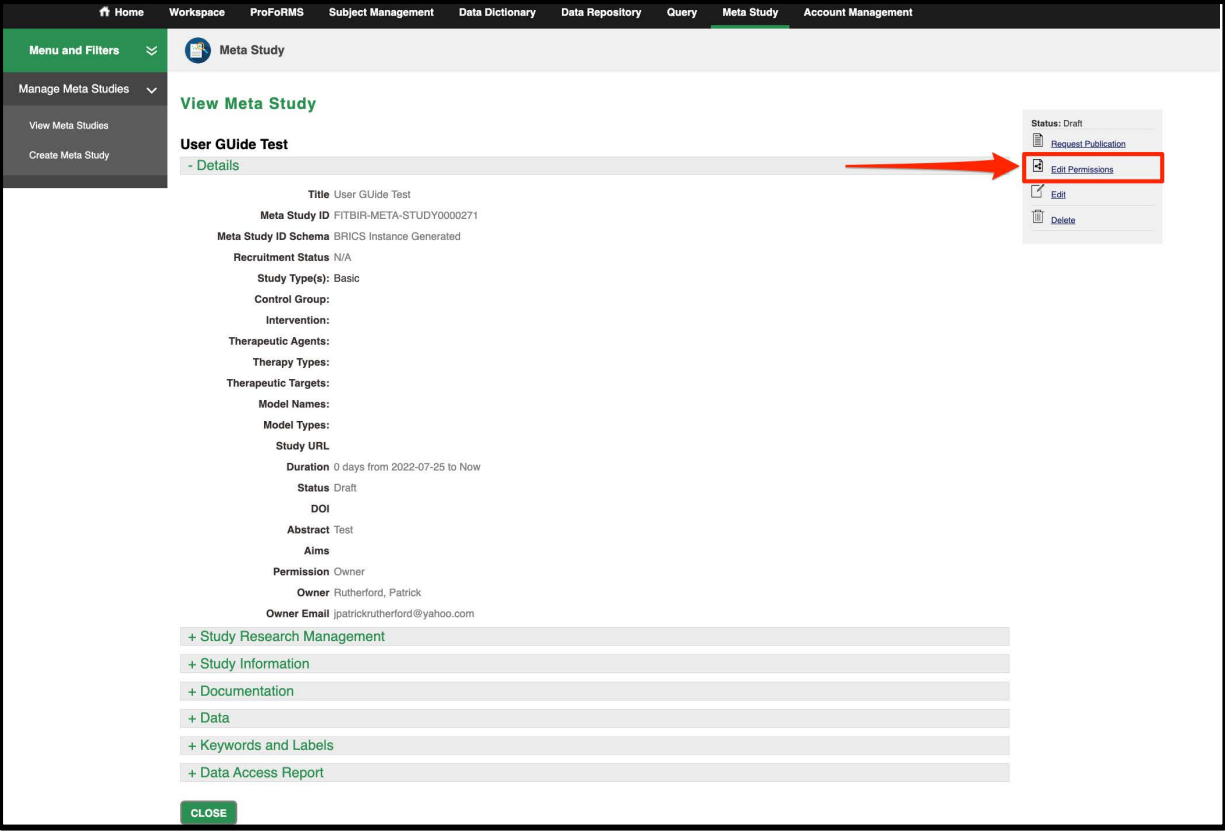 Home Workspace ProFoRMS Subject Management Data Dictionary Data Repository Query Meta Study Account Management
Menu and Filters
Meta Study
Manage Meta Studies
View Meta Studies
Create Meta Study
View Meta Study
User GUide Test
- Details
Title User GUide Test
Meta Study ID FITBIR-META-STUDY0000271
Meta Study ID Schema BRICS Instance Generated
Recruitment Status N/A
Study Type(s): Basic
Control Group:
Intervention:
Therapeutic Agents:
Therapy Types:
Therapeutic Targets:
Model Names:
Model Types:
Study URL
Duration 0 days from 2022-07-25 to Now
Status Draft
DOI
Abstract Test
Aims
Permission Owner
Owner Rutherford, Patrick
Owner Email jpatrickrutherford@yahoo.com
+ Study Research Management
+ Study Information
+ Documentation
+ Data
+ Keywords and Labels
+ Data Access Report
CLOSE
Status: Draft
Request Publication
Edit Permissions
Edit
Delete